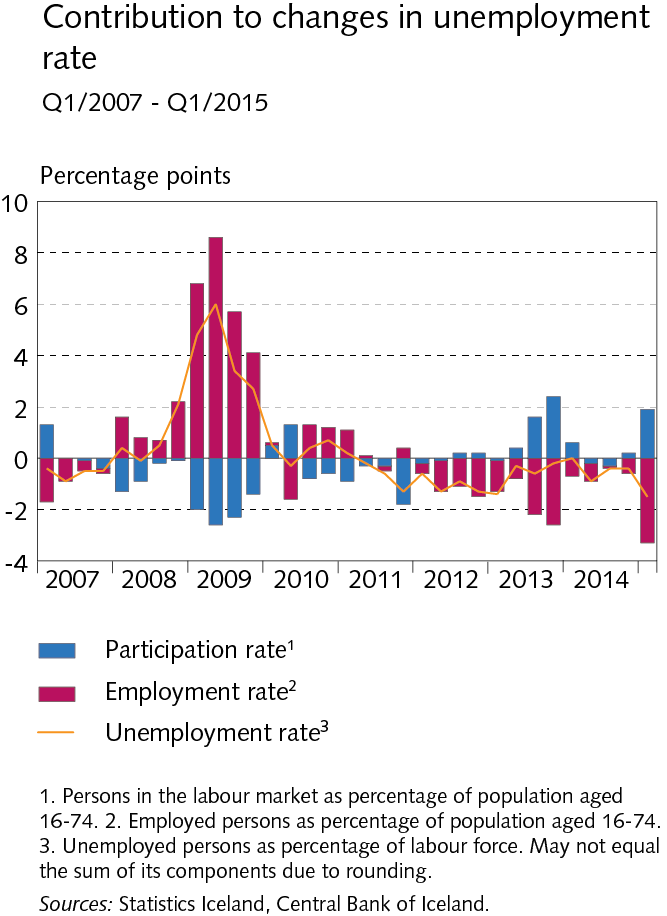 Contribution to changes in unemployment
rate
Q1/2007 - Q1/2015
Percentage points
10
8
6
4
2
0
-2
-4
2007 2008 2009 2010 2011 2012 2013 2014
Participation rate¹
Employment rate²
Unemployment rate³
1. Persons in the labour market as percentage of population aged
16-74. 2. Employed persons as percentage of population aged 16-74.
3. Unemployed persons as percentage of labour force. May not equal
the sum of its components due to rounding.
Sources: Statistics Iceland, Central Bank of Iceland.